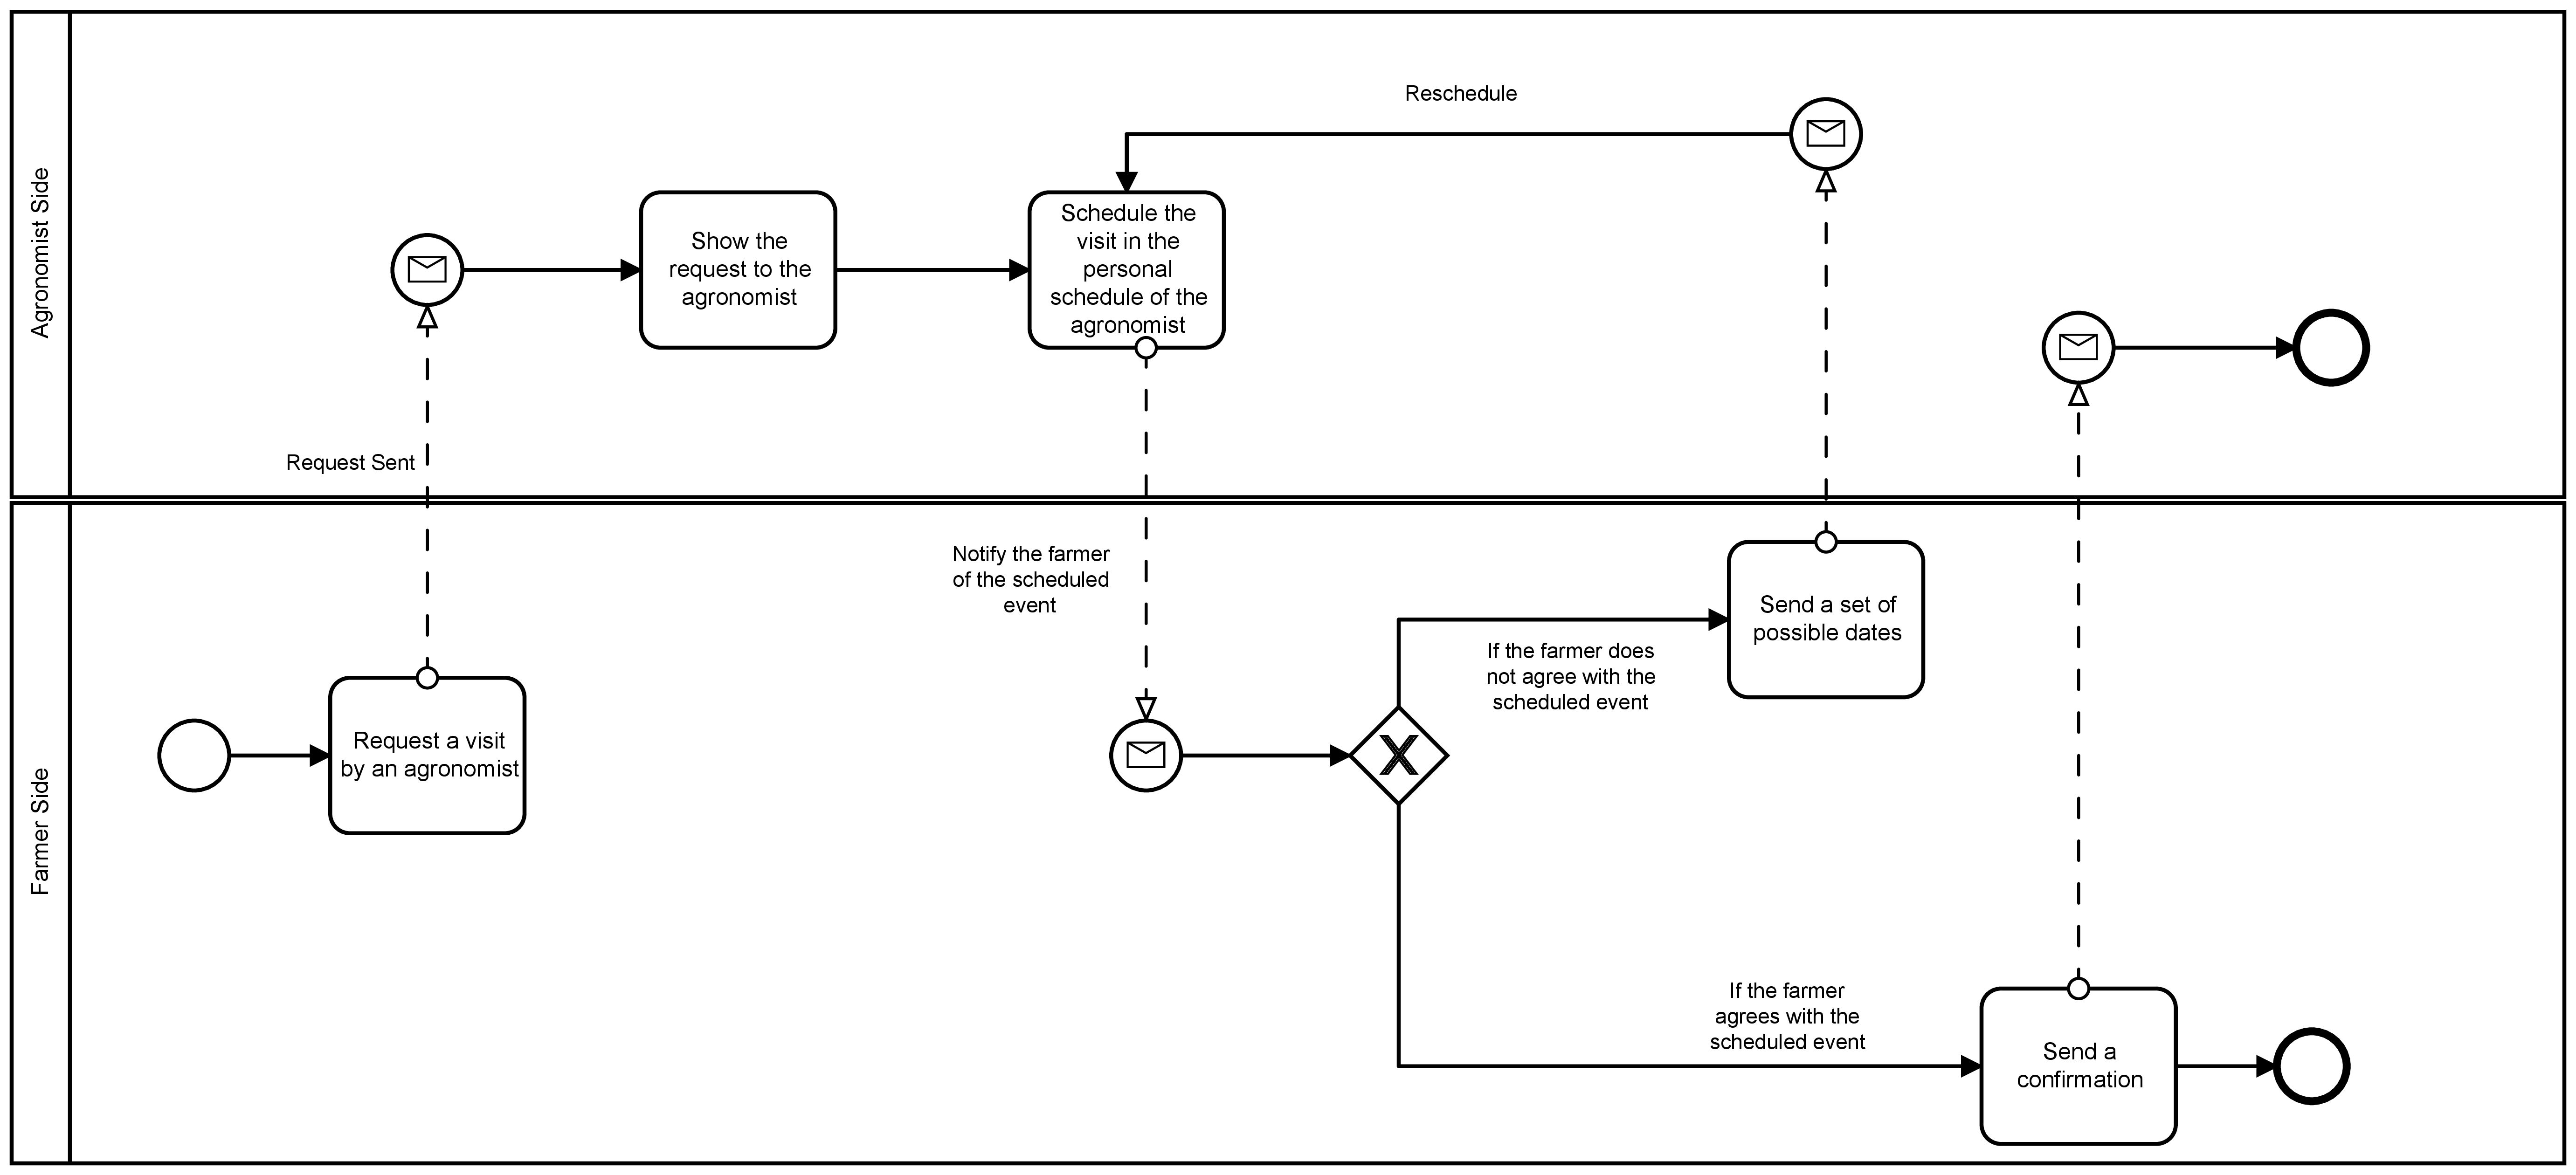 Agronomist Side
Reschedule
Show the
request to the
agronomist
Schedule the
visit in the
personal
schedule of the
agronomist
Request Sent
Farmer Side
Notify the farmer
of the scheduled
event
Request a visit
by an agronomist
If the farmer does
not agree with the
scheduled event
Send a set of
possible dates
If the farmer
agrees with the
scheduled event
Send a
confirmation